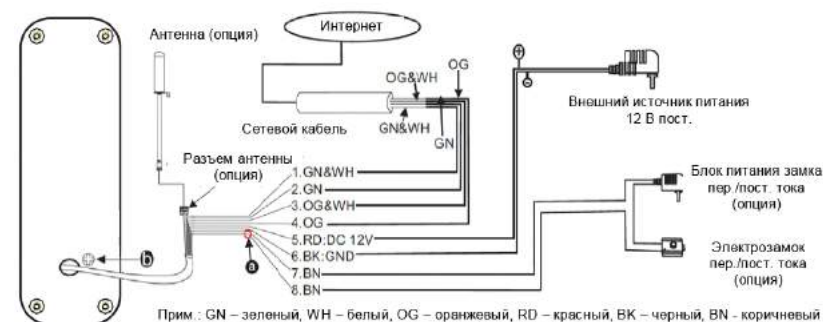 Антенна (опция)
Интернет
OG&WH
OG
Сетевой кабель
GN&WH
GN
Внешний источник питания
12 В пост.
Разъем антенны
(опция)
1.GN&WH
2.GN
3.OG&WH
4.OG
5.RD:DC 12V
6.BK:GND
7.BN
8.BN
a
b
Блок питания замка
пер./пост. тока
(опция)
Электрозамок
пер./пост. тока
(опция)
Прим.: GN – зеленый, WH – белый, OG – оранжевый, RD – красный, BK – черный, BN - коричневый